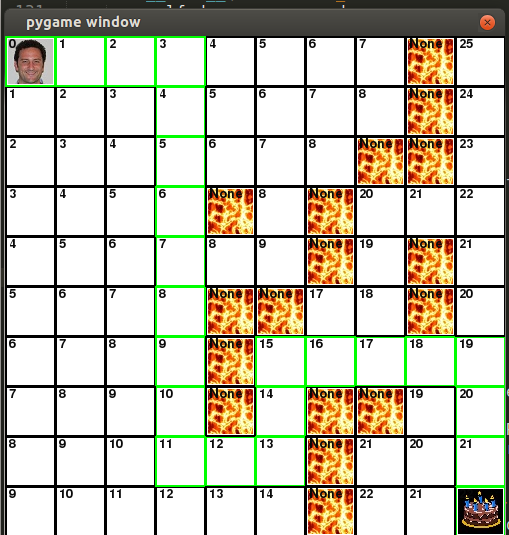 pygame window
0 1 2 3 4 5 6 7 None 25
1 2 3 4 5 6 7 8 None 24
2 3 4 5 6 7 8 None None 23
3 4 5 6 None 8 None 20 21 22
4 5 6 7 8 9 None 19 None 21
5 6 7 8 None None 17 18 None 20
6 7 8 9 None 15 16 17 18 19
7 8 9 10 None 14 None None 19 20
8 9 10 11 12 13 None 21 20 21
9 10 11 12 13 14 None 22 21